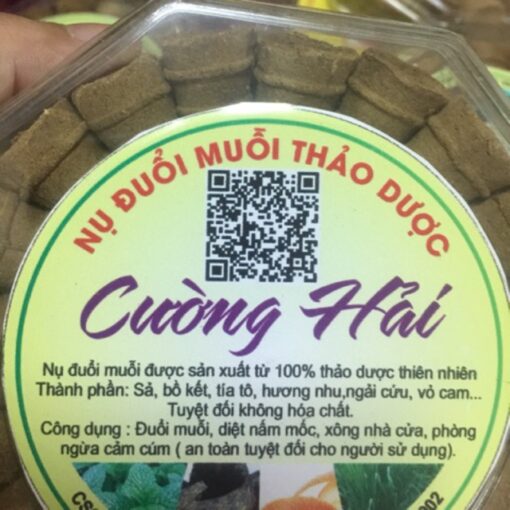 NỤ ĐUỔI MUỖI THẢO DƯỢC
Cường Hải
Nụ đuổi muỗi được sản xuất từ 100% thảo dược thiên nhiên
Thành phần: Sả, bồ kết, tía tô, hương nhu,ngải cứu, vỏ cam...
Tuyệt đối không hóa chất.
Công dụng : Đuổi muỗi, diệt nấm mốc, xông nhà cửa, phòng
ngừa cảm cúm ( an toàn tuyệt đối cho người sử dụng).